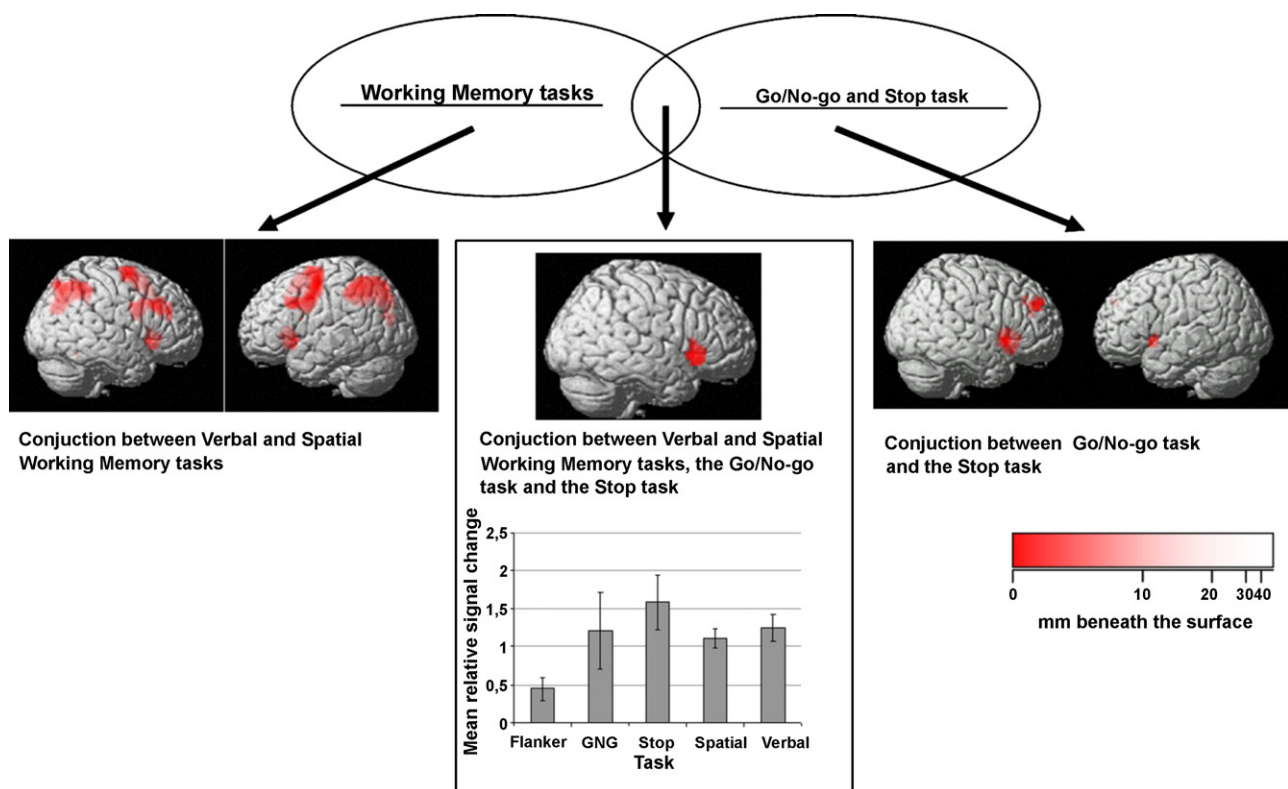 Working Memory tasks
Go/No-go and Stop task
Conjuction between Verbal and Spatial
Working Memory tasks
Conjuction between Verbal and Spatial
Working Memory tasks, the Go/No-go
task and the Stop task
Mean relative signal change
2,5
2
1,5
1
0,5
0
Flanker GNG Stop Spatial Verbal
Task
Conjuction between Go/No-go task
and the Stop task
0 10 20 30 40
mm beneath the surface